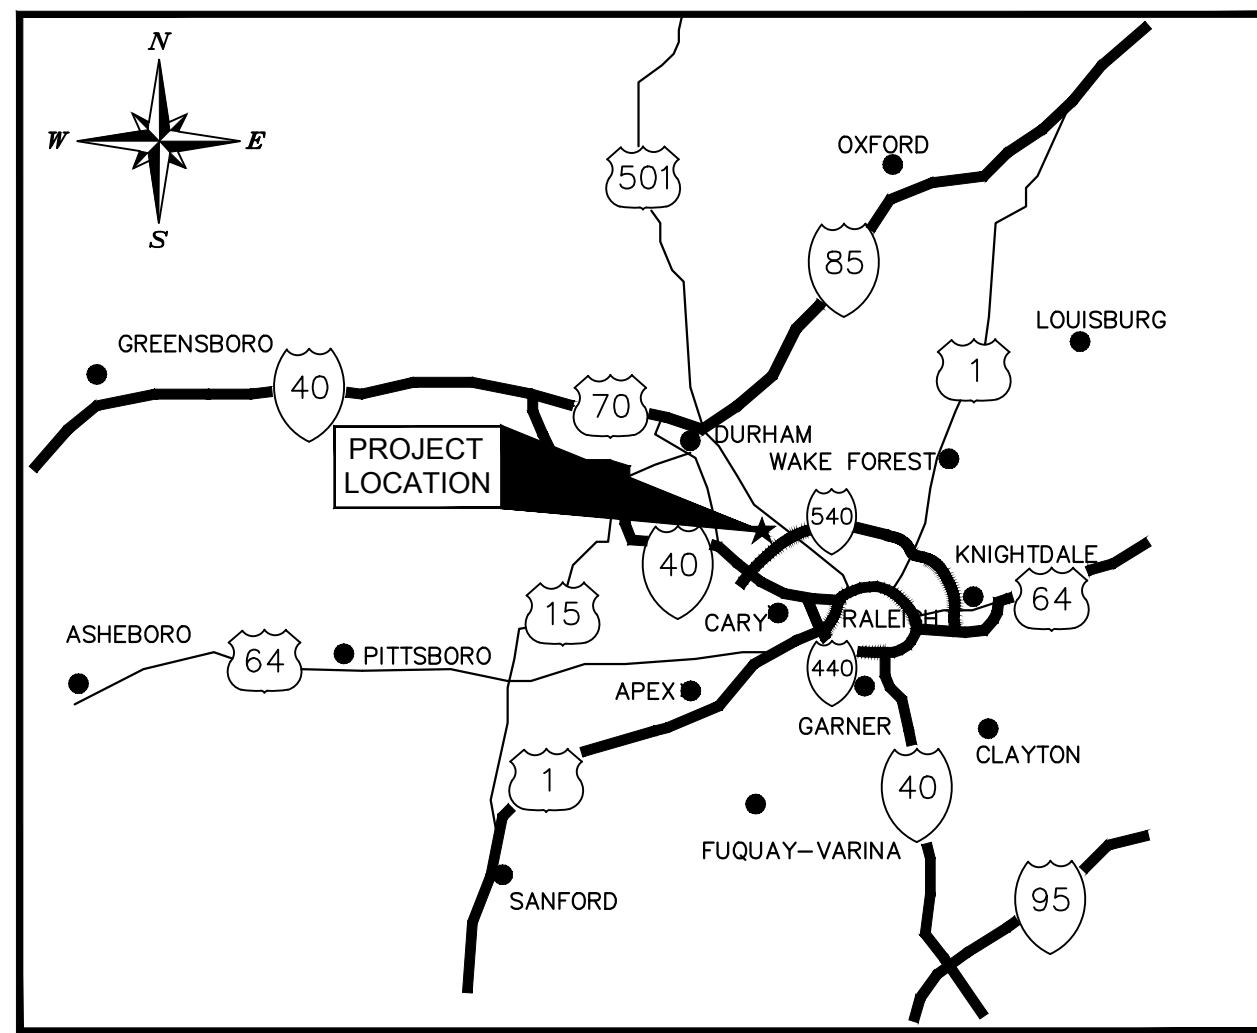 N
W E
S
501
OXFORD
85
LOUISBURG
GREENSBORO
1
40
70
DURHAM
PROJECT
LOCATION
WAKE FOREST
540
KNIGHTDALE
40
15
64
CARY
RALEIGH
ASHEBORO
64
PITTSBORO
440
APEX
GARNER
CLAYTON
1
40
FUQUAY-VARINA
SANFORD
95